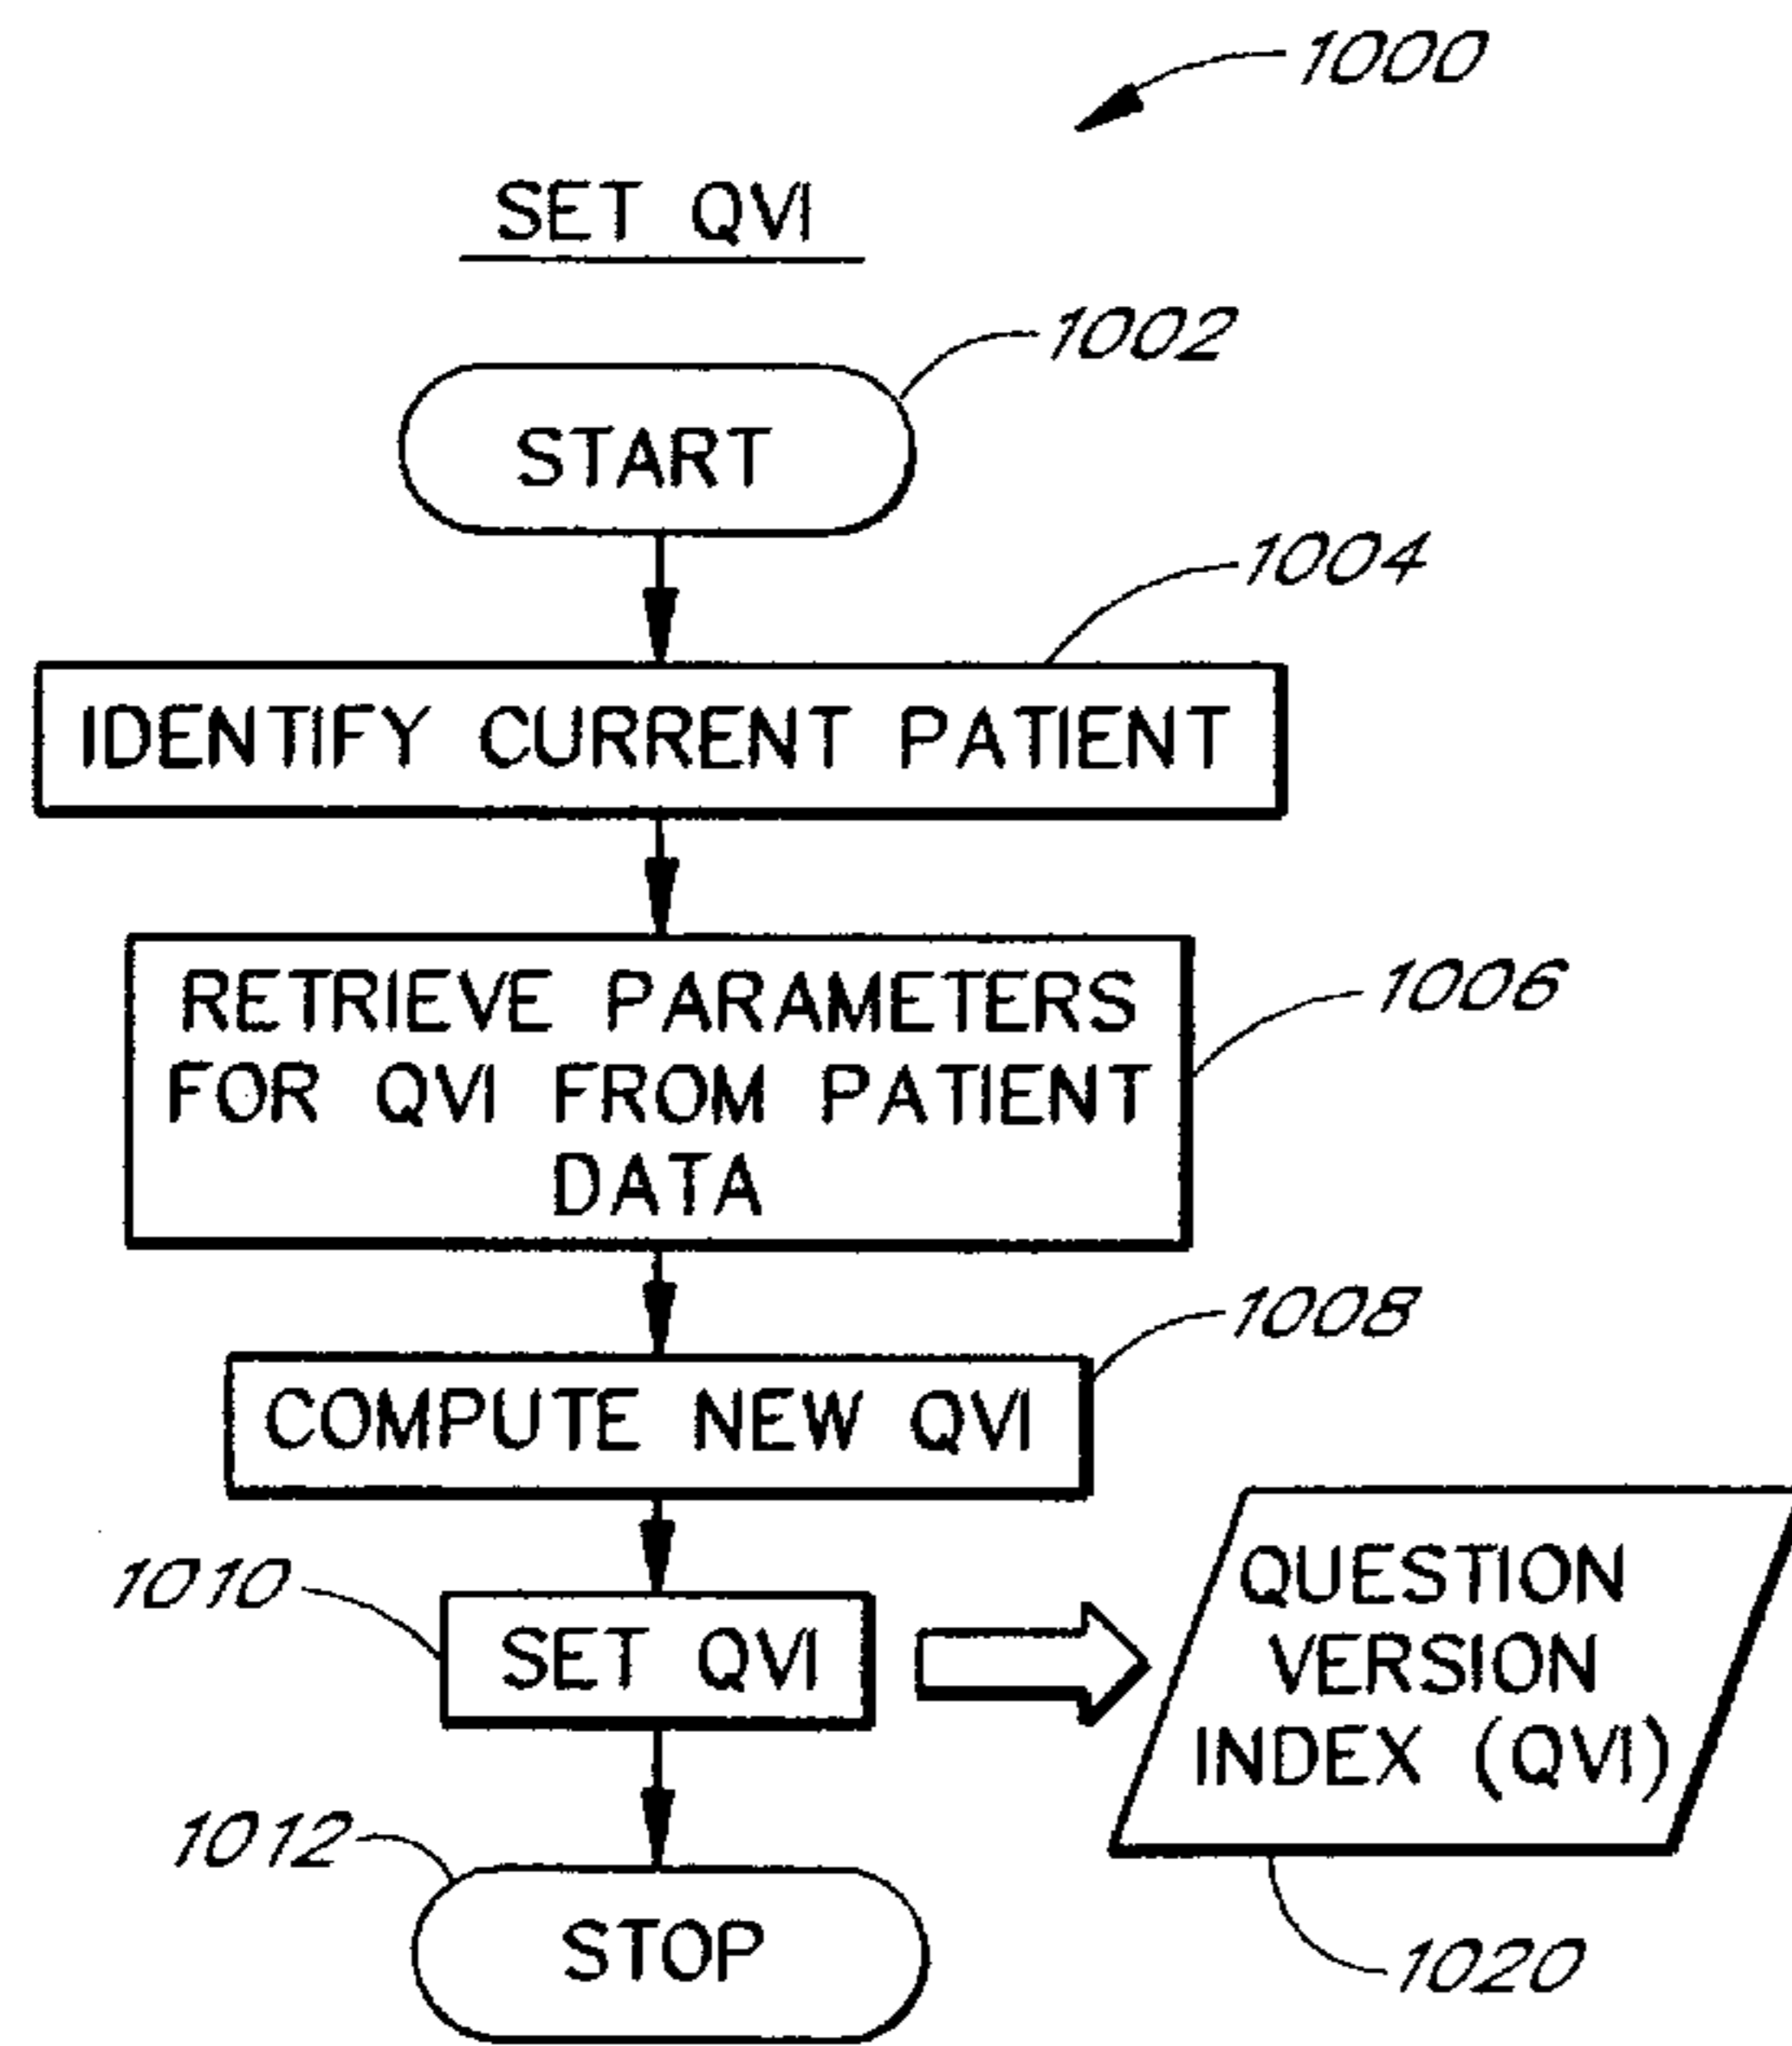 1000
SET QVI
1002
START
1004
IDENTIFY CURRENT PATIENT
RETRIEVE PARAMETERS
1006
FOR QVI FROM PATIENT
DATA
1008
COMPUTE NEW QVI
1010
SET QVI
QUESTION
VERSION
INDEX (QVI)
1012
STOP
1020